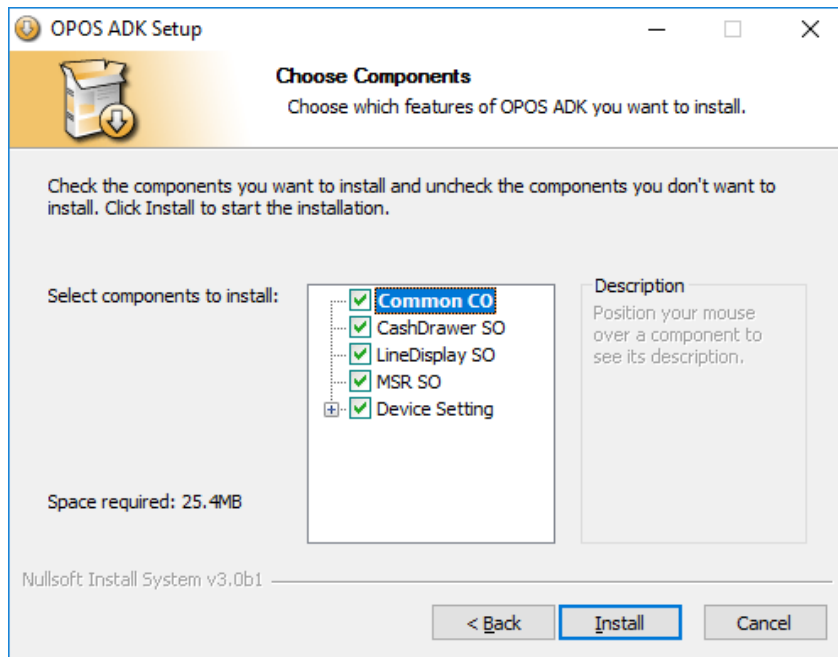 OPOS ADK Setup
Choose Components
Choose which features of OPOS ADK you want to install.
Check the components you want to install and uncheck the components you don't want to
install. Click Install to start the installation.
Select components to install:
Common CO
CashDrawer SO
LineDisplay SO
MSR SO
Device Setting
Description
Position your mouse
over a component to
see its description.
Space required: 25.4MB
Nullsoft Install System v3.0b1
< Back
Install
Cancel